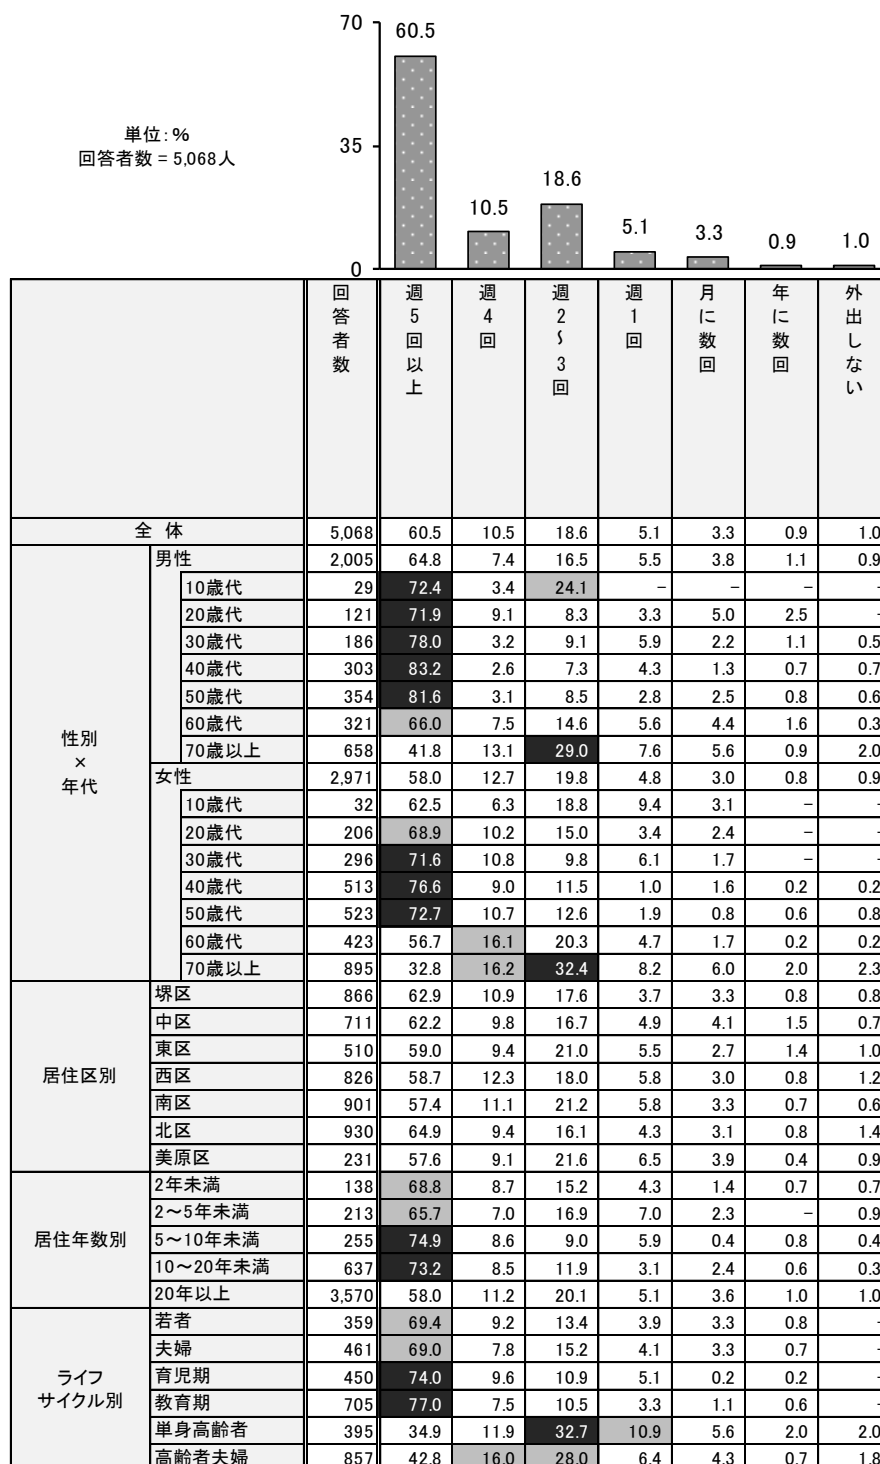 70
60.5
単位:％
回答者数 = 5,068人
35
18.6
10.5
5.1
3.3
0.9
1.0
0
回答者数 週5回以上 週4回 週2〜3回 週1回 月に数回 年に数回 外出しない
全 体 5,068 60.5 10.5 18.6 5.1 3.3 0.9 1.0
性別×年代
男性 2,005 64.8 7.4 16.5 5.5 3.8 1.1 0.9
10歳代 29 72.4 3.4 24.1 − − − -
20歳代 121 71.9 9.1 8.3 3.3 5.0 2.5 -
30歳代 186 78.0 3.2 9.1 5.9 2.2 1.1 0.5
40歳代 303 83.2 2.6 7.3 4.3 1.3 0.7 0.7
50歳代 354 81.6 3.1 8.5 2.8 2.5 0.8 0.6
60歳代 321 66.0 7.5 14.6 5.6 4.4 1.6 0.3
70歳以上 658 41.8 13.1 29.0 7.6 5.6 0.9 2.0
女性 2,971 58.0 12.7 19.8 4.8 3.0 0.8 0.9
10歳代 32 62.5 6.3 18.8 9.4 3.1 − -
20歳代 206 68.9 10.2 15.0 3.4 2.4 − -
30歳代 296 71.6 10.8 9.8 6.1 1.7 − -
40歳代 513 76.6 9.0 11.5 1.0 1.6 0.2 0.2
50歳代 523 72.7 10.7 12.6 1.9 0.8 0.6 0.8
60歳代 423 56.7 16.1 20.3 4.7 1.7 0.2 0.2
70歳以上 895 32.8 16.2 32.4 8.2 6.0 2.0 2.3
居住区別
堺区 866 62.9 10.9 17.6 3.7 3.3 0.8 0.8
中区 711 62.2 9.8 16.7 4.9 4.1 1.5 0.7
東区 510 59.0 9.4 21.0 5.5 2.7 1.4 1.0
西区 826 58.7 12.3 18.0 5.8 3.0 0.8 1.2
南区 901 57.4 11.1 21.2 5.8 3.3 0.7 0.6
北区 930 64.9 9.4 16.1 4.3 3.1 0.8 1.4
美原区 231 57.6 9.1 21.6 6.5 3.9 0.4 0.9
居住年数別
2年未満 138 68.8 8.7 15.2 4.3 1.4 0.7 0.7
2〜5年未満 213 65.7 7.0 16.9 7.0 2.3 − 0.9
5〜10年未満 255 74.9 8.6 9.0 5.9 0.4 0.8 0.4
10〜20年未満 637 73.2 8.5 11.9 3.1 2.4 0.6 0.3
20年以上 3,570 58.0 11.2 20.1 5.1 3.6 1.0 1.0
ライフ
サイクル別
若者 359 69.4 9.2 13.4 3.9 3.3 0.8 -
夫婦 461 69.0 7.8 15.2 4.1 3.3 0.7 -
育児期 450 74.0 9.6 10.9 5.1 0.2 0.2 -
教育期 705 77.0 7.5 10.5 3.3 1.1 0.6 -
単身高齢者 395 34.9 11.9 32.7 10.9 5.6 2.0 2.0
高齢者夫婦 857 42.8 16.0 28.0 6.4 4.3 0.7 1.8